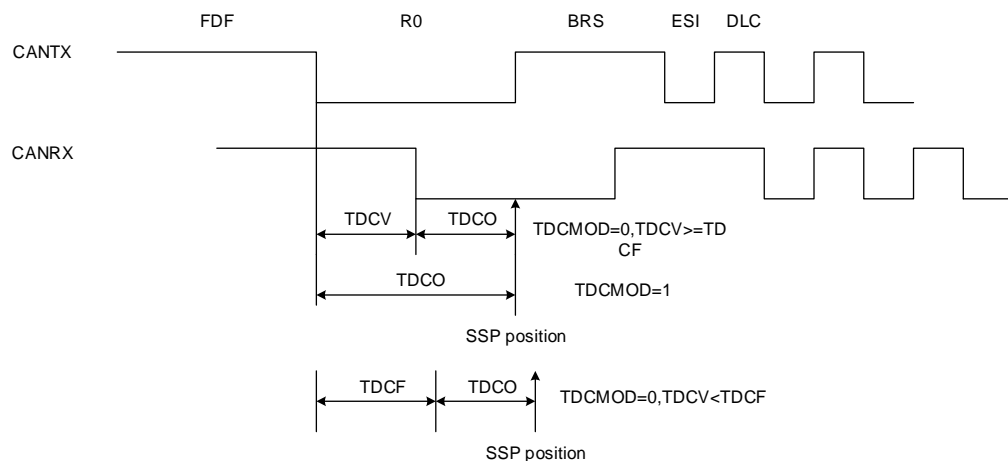 FDF R0 BRS ESI DLC
CANTX
CANRX
TDCV TDCO TDCMOD=0,TDCV>=TD
CF
TDCO TDCMOD=1
SSP position
TDCF TDCO TDCMOD=0,TDCV<TDCF
SSP position